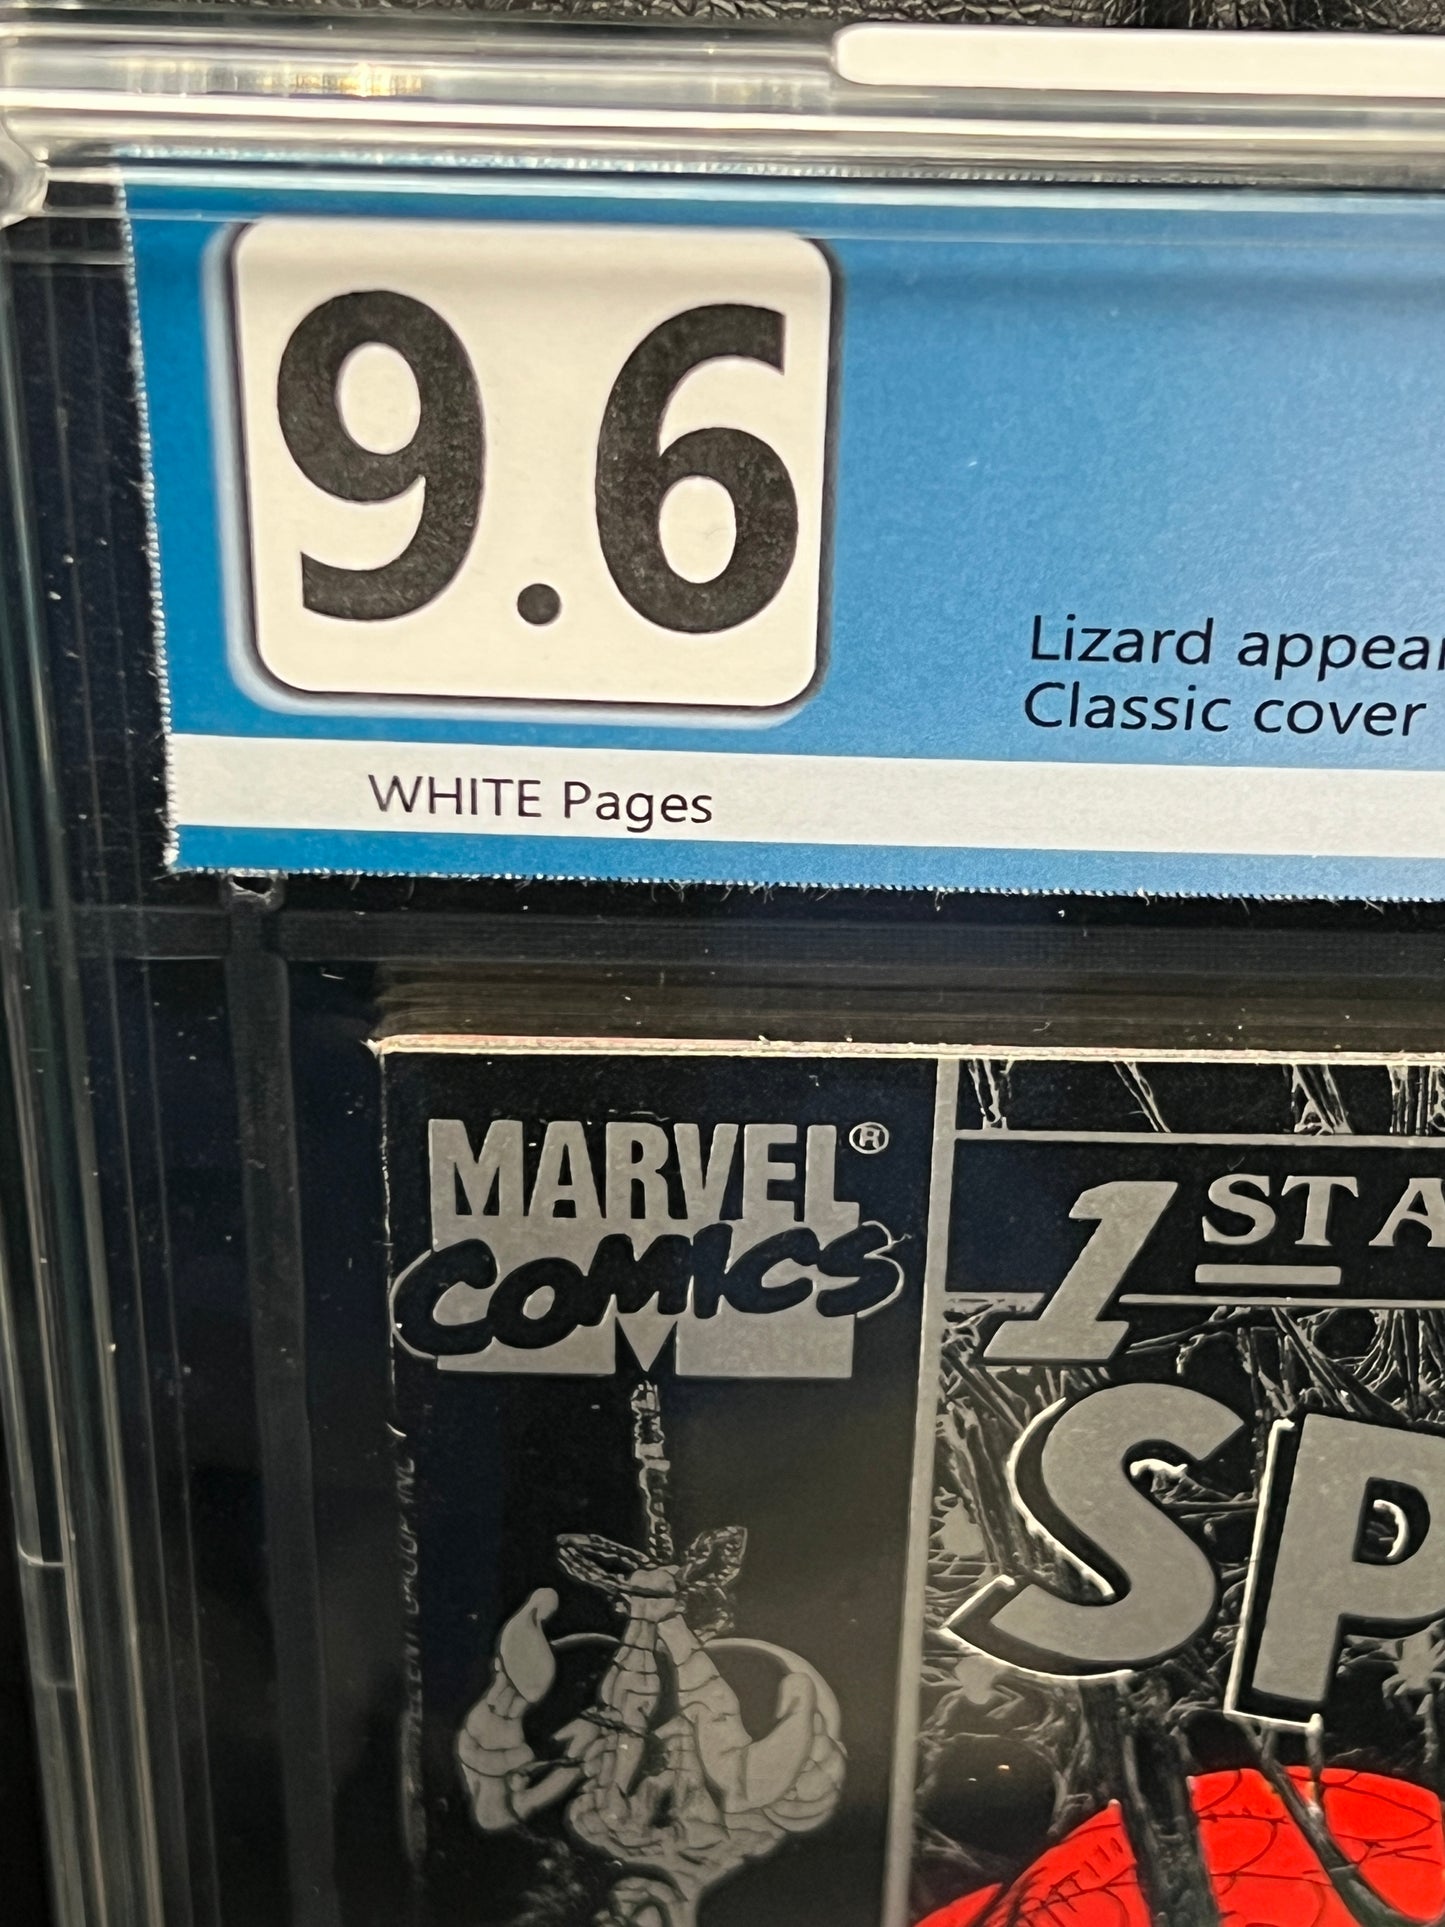 9.6
Lizard appear
Classic cover
WHITE Pages
MARVEL®
COMICS
1ST A
SP